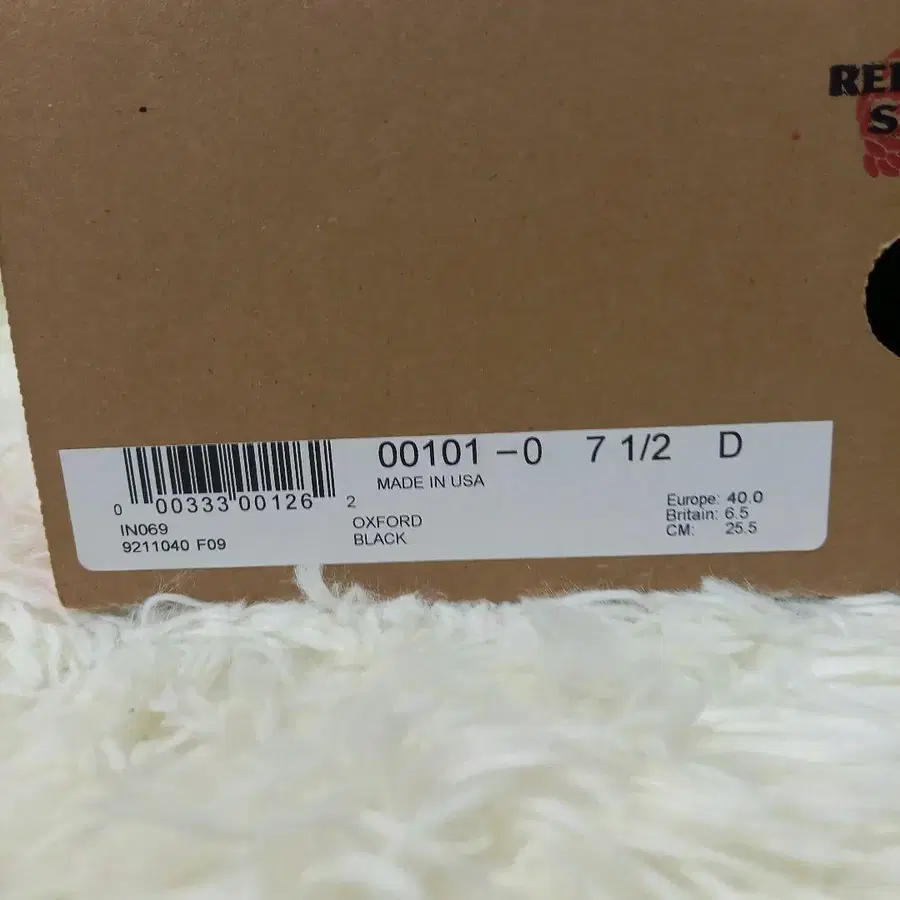 RE
S
00101 -0 7 1/2 D
MADE IN USA
0 00333 00126 2
IN069
9211040 F09
OXFORD
BLACK
Europe: 40.0
Britain: 6.5
CM: 25.5